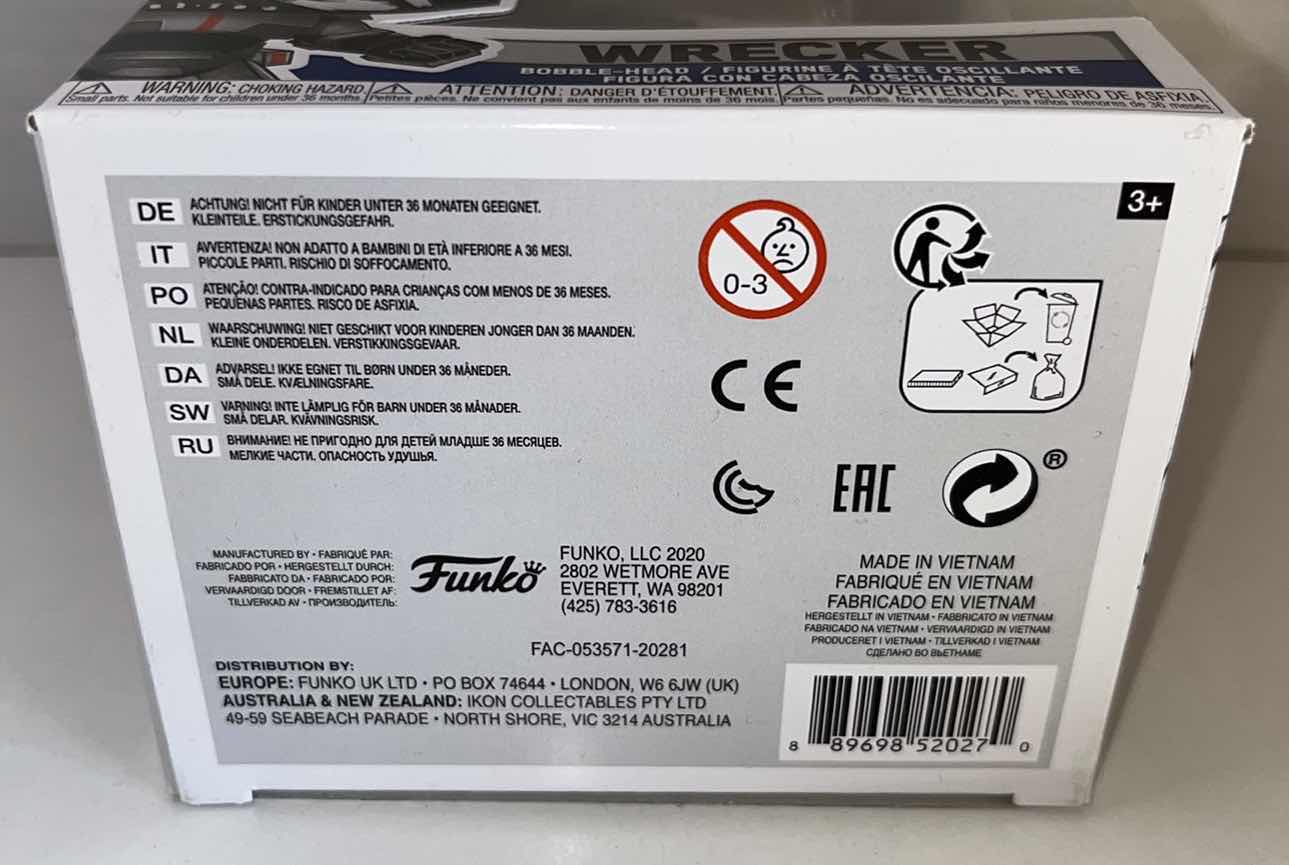 WRECKER
BOBBLE-HEAD / FIGURINE À TÊTE OSCILLANTE
FIGURA CON CABEZA OSCILANTE
WARNING: CHOKING HAZARD.
Small parts. Not suitable for children under 36 months.
ATTENTION: DANGER D'ÉTOUFFEMENT.
Petites pièces. Ne convient pas aux enfants de moins de 36 mois.
ADVERTENCIA: PELIGRO DE ASFIXIA.
Partes pequeñas. No es adecuado para niños menores de 36 meses.
3+
DE ACHTUNG! NICHT FÜR KINDER UNTER 36 MONATEN GEEIGNET.
KLEINTEILE. ERSTICKUNGSGEFAHR.
IT AVVERTENZA! NON ADATTO A BAMBINI DI ETÀ INFERIORE A 36 MESI.
PICCOLE PARTI. RISCHIO DI SOFFOCAMENTO.
PO ATENÇÃO! CONTRA-INDICADO PARA CRIANÇAS COM MENOS DE 36 MESES.
PEQUENAS PARTES. RISCO DE ASFIXIA.
NL WAARSCHUWING! NIET GESCHIKT VOOR KINDEREN JONGER DAN 36 MAANDEN.
KLEINE ONDERDELEN. VERSTIKKINGSGEVAAR.
DA ADVARSEL! IKKE EGNET TIL BØRN UNDER 36 MÅNEDER.
SMÅ DELE. KVÆLNINGSFARE.
SW VARNING! INTE LÄMPLIG FÖR BARN UNDER 36 MÅNADER.
SMÅ DELAR. KVÄVNINGSRISK.
RU ВНИМАНИЕ! НЕ ПРИГОДНО ДЛЯ ДЕТЕЙ МЛАДШЕ 36 МЕСЯЦЕВ.
МЕЛКИЕ ЧАСТИ. ОПАСНОСТЬ УДУШЬЯ.
0-3
CE
EAC
®
MANUFACTURED BY • FABRIQUÉ PAR:
FABRICADO POR • HERGESTELLT DURCH:
FABBRICATO DA • FABRICADO POR:
VERVAARDIGD DOOR • FREMSTILLET AF:
TILLVERKAD AV • ПРОИЗВОДИТЕЛЬ:
Funko
FUNKO, LLC 2020
2802 WETMORE AVE
EVERETT, WA 98201
(425) 783-3616
FAC-053571-20281
MADE IN VIETNAM
FABRIQUÉ EN VIETNAM
FABRICADO EN VIETNAM
HERGESTELLT IN VIETNAM • FABBRICATO IN VIETNAM
FABRICADO NA VIETNAM • VERVAARDIGD IN VIETNAM
PRODUCERET I VIETNAM • TILLVERKAD I VIETNAM
СДЕЛАНО ВО ВЬЕТНАМЕ
DISTRIBUTION BY:
EUROPE: FUNKO UK LTD • PO BOX 74644 • LONDON, W6 6JW (UK)
AUSTRALIA & NEW ZEALAND: IKON COLLECTABLES PTY LTD
49-59 SEABEACH PARADE • NORTH SHORE, VIC 3214 AUSTRALIA
8 89698 52027 0